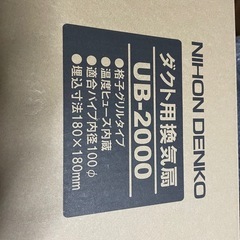 NIHON DENKO
ダクト用換気扇
UB-2000
●格子グリルタイプ
●温度ヒューズ内蔵
●適合パイプ内径100φ
●埋込寸法180×180mm